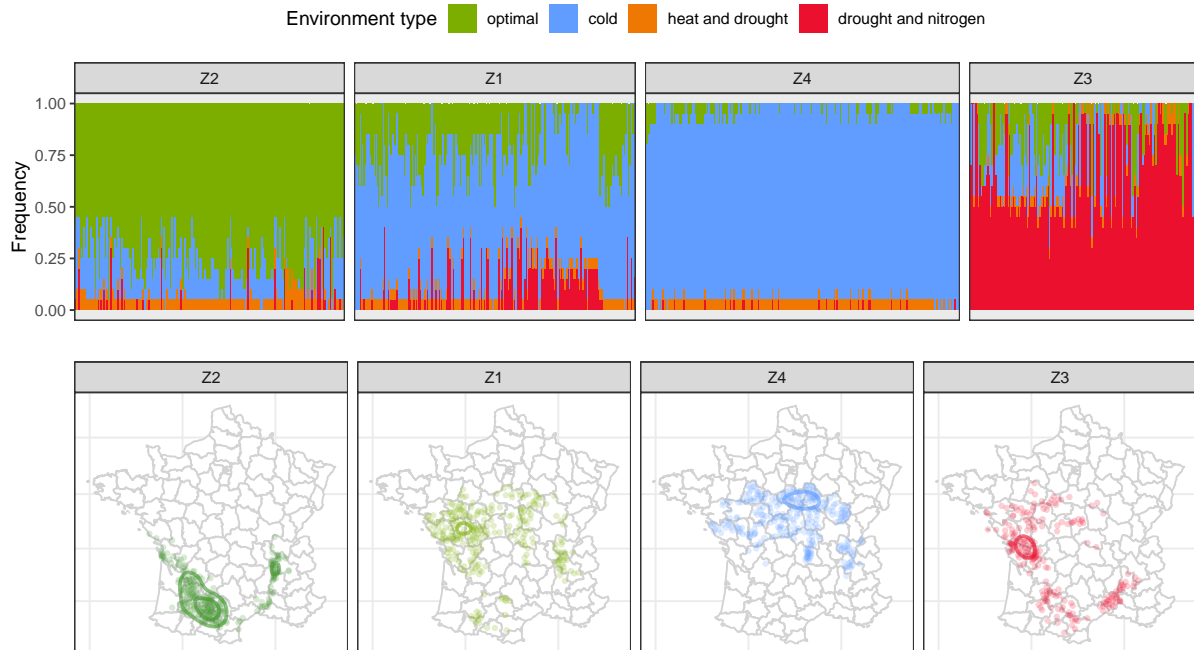 Environment type optimal cold heat and drought drought and nitrogen
Z2 Z1 Z4 Z3
Frequency
1.00
0.75
0.50
0.25
0.00
Z2 Z1 Z4 Z3